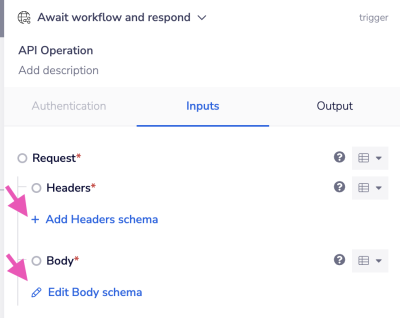 Await workflow and respond trigger
API Operation
Add description
Authentication Inputs Output
Request*
Headers*
+ Add Headers schema
Body*
Edit Body schema